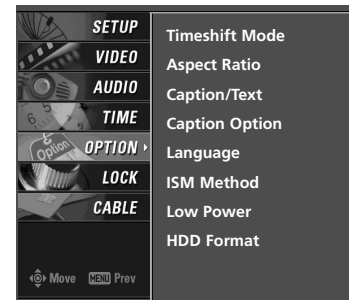 SETUP
VIDEO
AUDIO
TIME
OPTION
LOCK
CABLE
Move MENU Prev
Timeshift Mode
Aspect Ratio
Caption/Text
Caption Option
Language
ISM Method
Low Power
HDD Format